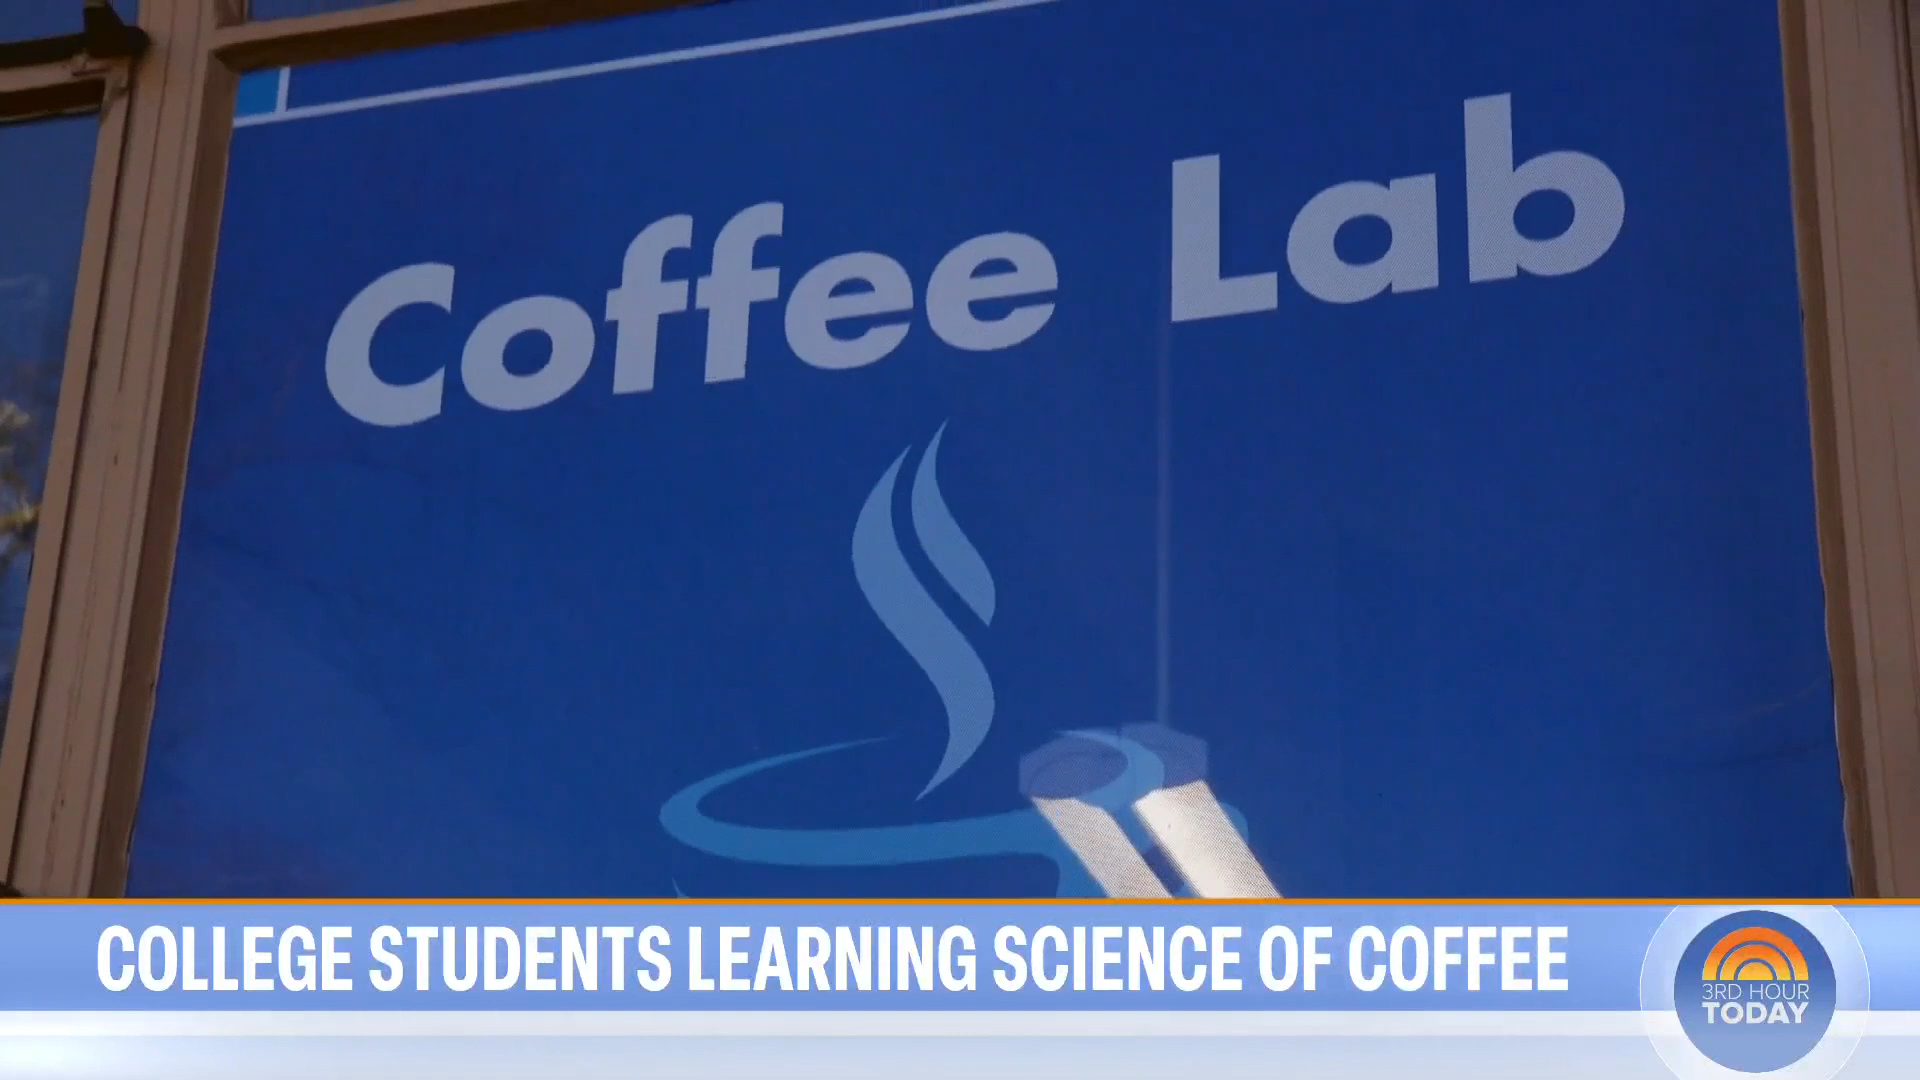 Coffee Lab
COLLEGE STUDENTS LEARNING SCIENCE OF COFFEE
3RD HOUR
TODAY